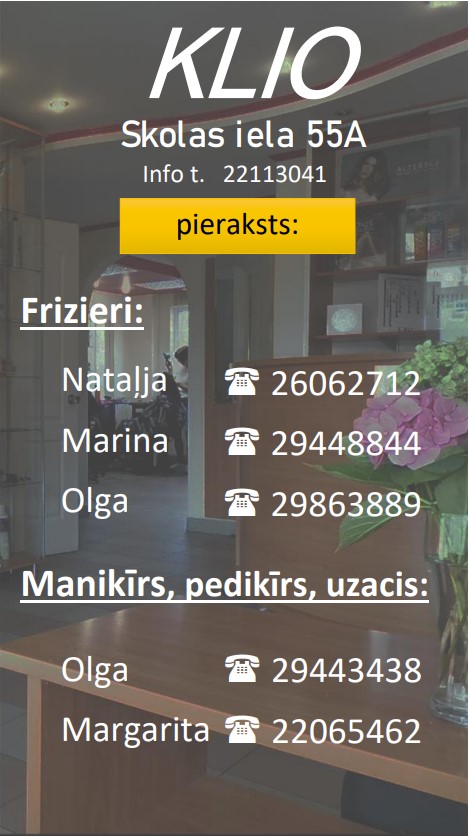 KLIO
Skolas iela 55A
Info t. 22113041
pieraksts:
Frizieri:
Nataļja ☎ 26062712
Marina ☎ 29448844
Olga ☎ 29863889
Manikīrs, pedikīrs, uzacis:
Olga ☎ 29443438
Margarita ☎ 22065462